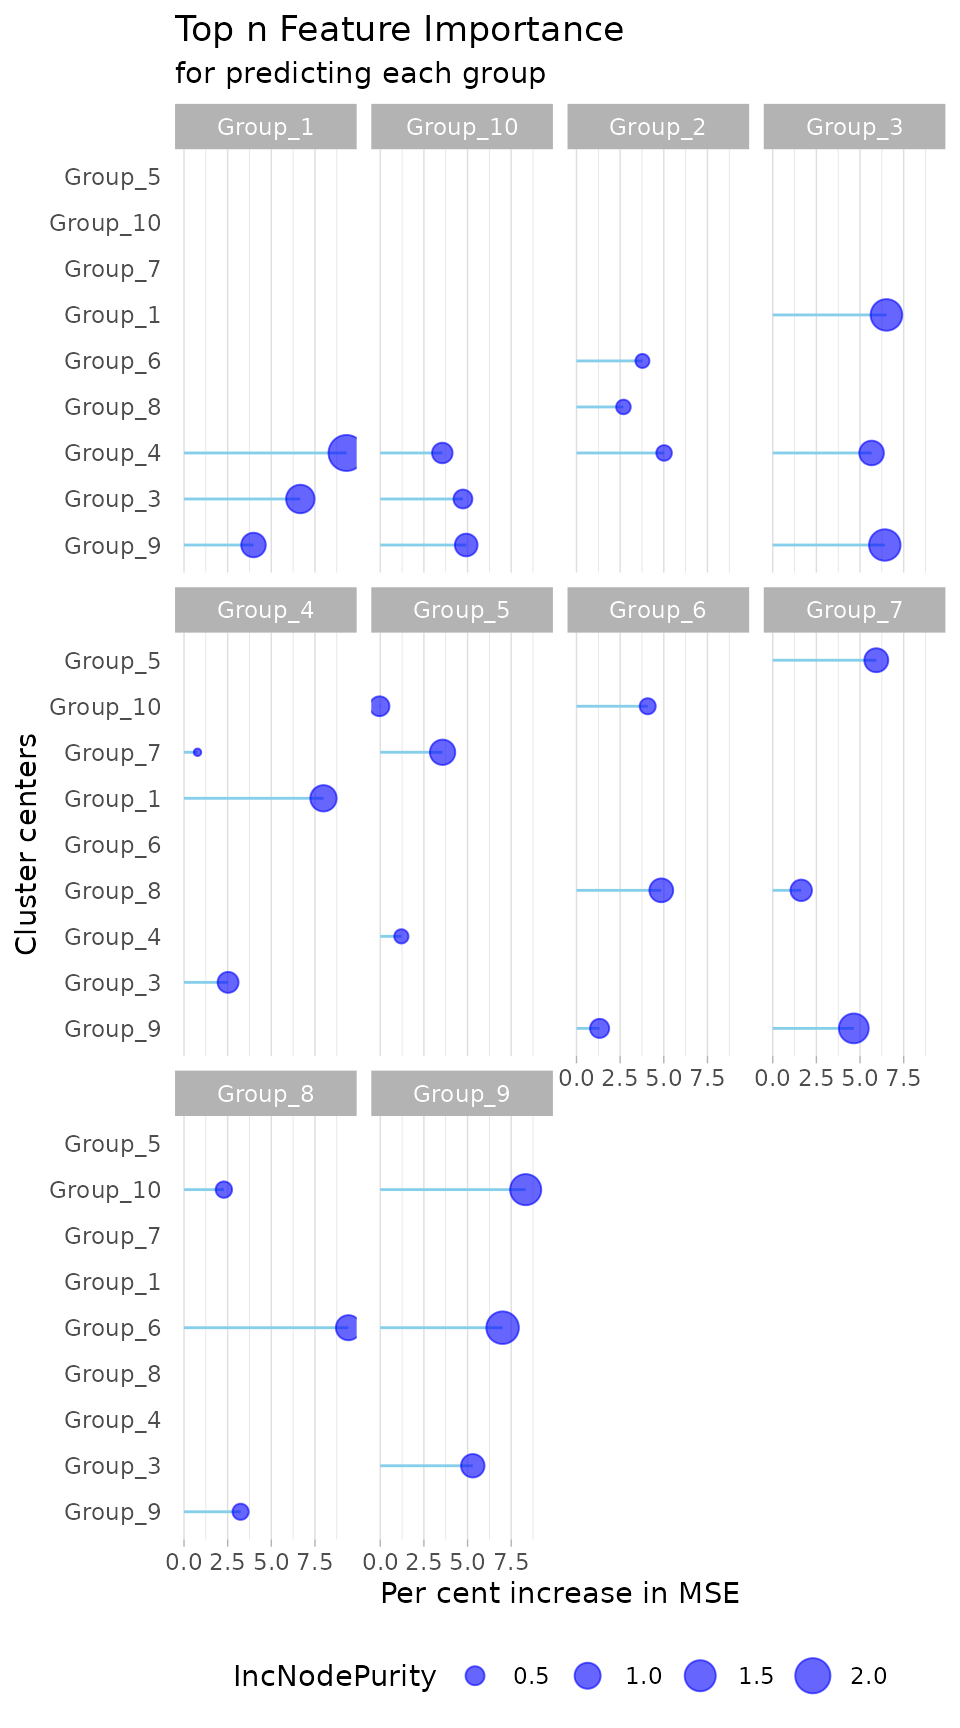 Top n Feature Importance
for predicting each group
Group_1 Group_10 Group_2 Group_3
Group_5
Group_10
Group_7
Group_1
Group_6
Group_8
Group_4
Group_3
Group_9
Group_4 Group_5 Group_6 Group_7
Group_5
Group_10
Group_7
Group_1
Group_6
Group_8
Group_4
Group_3
Group_9
Cluster centers
0.0 2.5 5.0 7.5 0.0 2.5 5.0 7.5
Group_8 Group_9
Group_5
Group_10
Group_7
Group_1
Group_6
Group_8
Group_4
Group_3
Group_9
0.0 2.5 5.0 7.5 0.0 2.5 5.0 7.5
Per cent increase in MSE
IncNodePurity 0.5 1.0 1.5 2.0